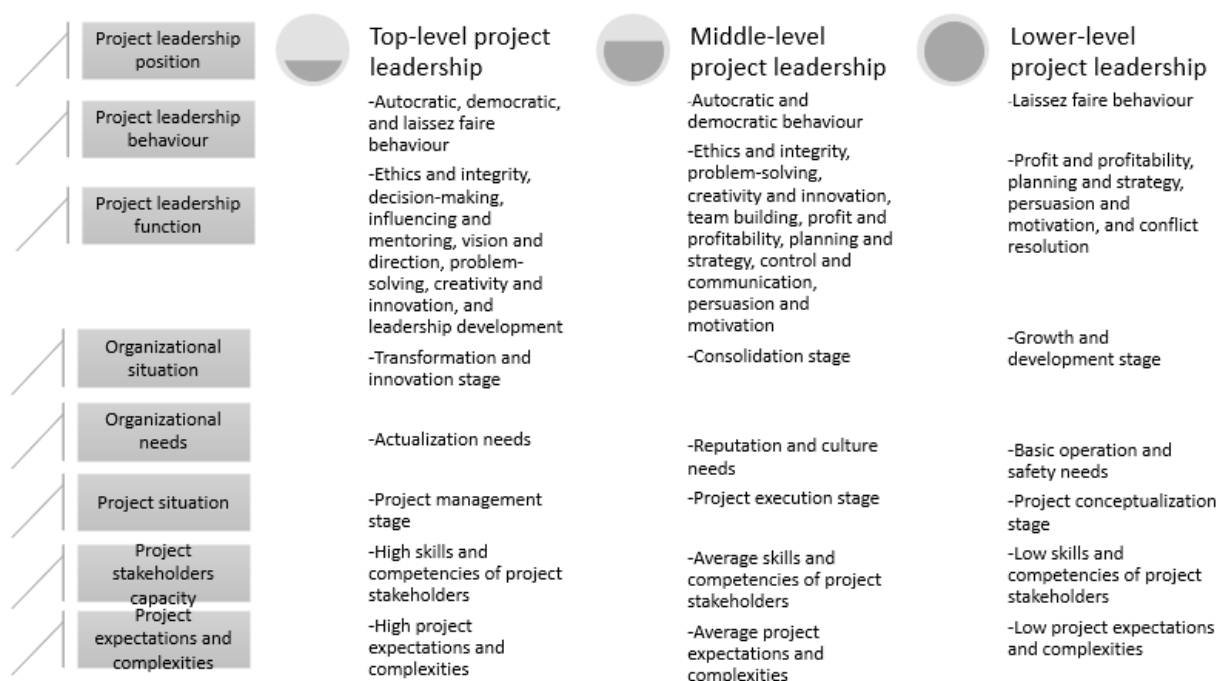 Project leadership
position
Top-level project
leadership
Middle-level
project leadership
Lower-level
project leadership
Project leadership
behaviour
-Autocratic, democratic,
and laissez faire
behaviour
-Autocratic and
democratic behaviour
-Laissez faire behaviour
Project leadership
function
-Ethics and integrity,
decision-making,
influencing and
mentoring, vision and
direction, problem-
solving, creativity and
innovation, and
leadership development
-Ethics and integrity,
problem-solving,
creativity and innovation,
team building, profit and
profitability, planning and
strategy, control and
communication,
persuasion and
motivation
-Profit and profitability,
planning and strategy,
persuasion and
motivation, and conflict
resolution
Organizational
situation
-Transformation and
innovation stage
-Consolidation stage
-Growth and
development stage
Organizational
needs
-Actualization needs
-Reputation and culture
needs
-Basic operation and
safety needs
Project situation
-Project management
stage
-Project execution stage
-Project conceptualization
stage
Project
stakeholders
capacity
-High skills and
competencies of project
stakeholders
-Average skills and
competencies of project
stakeholders
-Low skills and
competencies of project
stakeholders
Project
expectations and
complexities
-High project
expectations and
complexities
-Average project
expectations and
complexities
-Low project expectations
and complexities